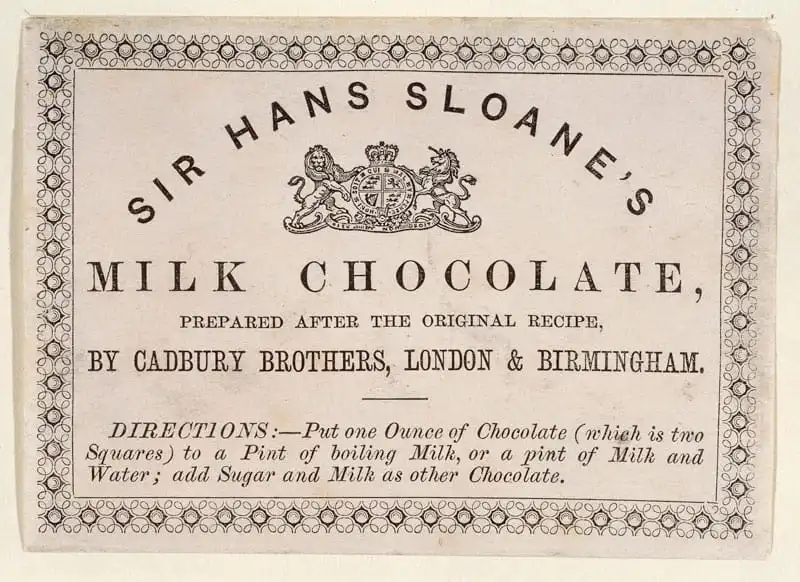 SIR HANS SLOANE'S
MILK CHOCOLATE,
PREPARED AFTER THE ORIGINAL RECIPE,
BY CADBURY BROTHERS, LONDON & BIRMINGHAM.
DIRECTIONS:—Put one Ounce of Chocolate (which is two
Squares) to a Pint of boiling Milk, or a pint of Milk and
Water; add Sugar and Milk as other Chocolate.